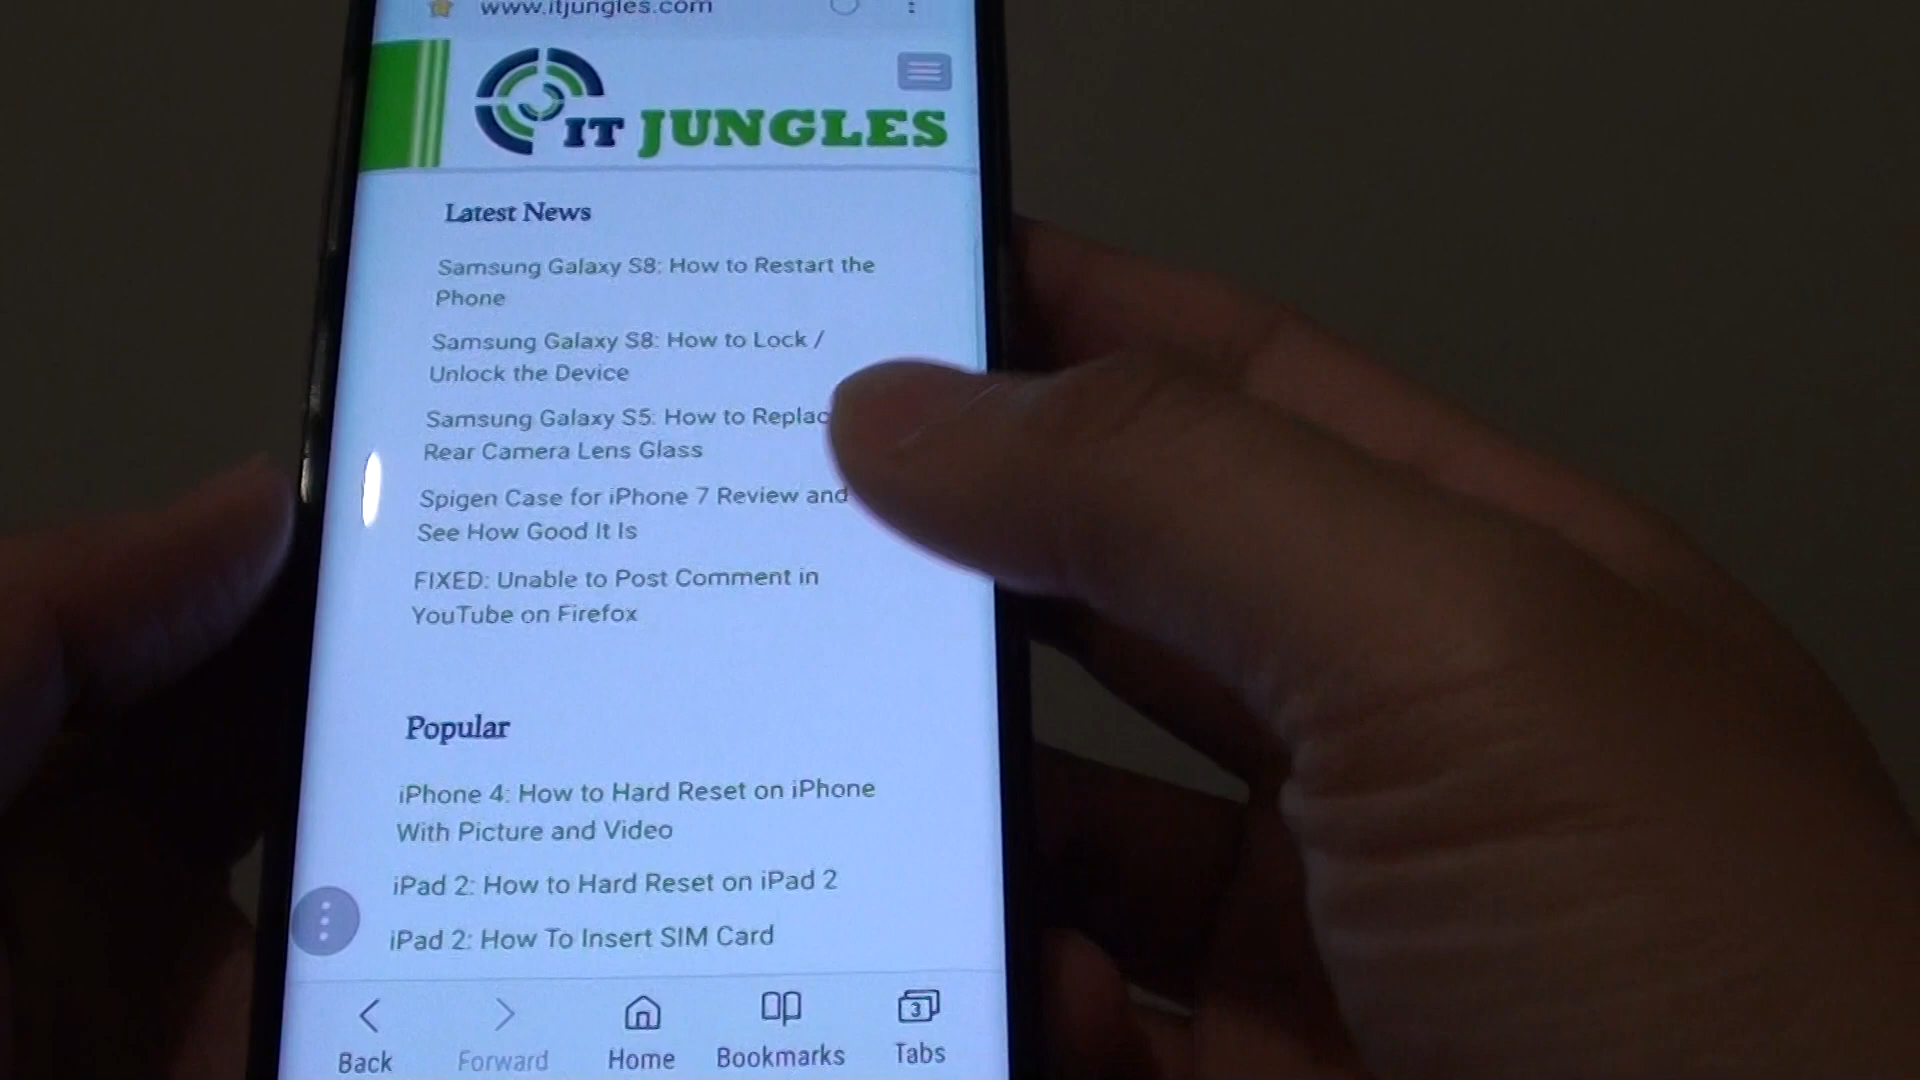 www.itjungles.com
IT JUNGLES
Latest News
Samsung Galaxy S8: How to Restart the
Phone
Samsung Galaxy S8: How to Lock /
Unlock the Device
Samsung Galaxy S5: How to Replac
Rear Camera Lens Glass
Spigen Case for iPhone 7 Review and
See How Good It Is
FIXED: Unable to Post Comment in
YouTube on Firefox
Popular
iPhone 4: How to Hard Reset on iPhone
With Picture and Video
iPad 2: How to Hard Reset on iPad 2
iPad 2: How To Insert SIM Card
3
Back Forward Home Bookmarks Tabs